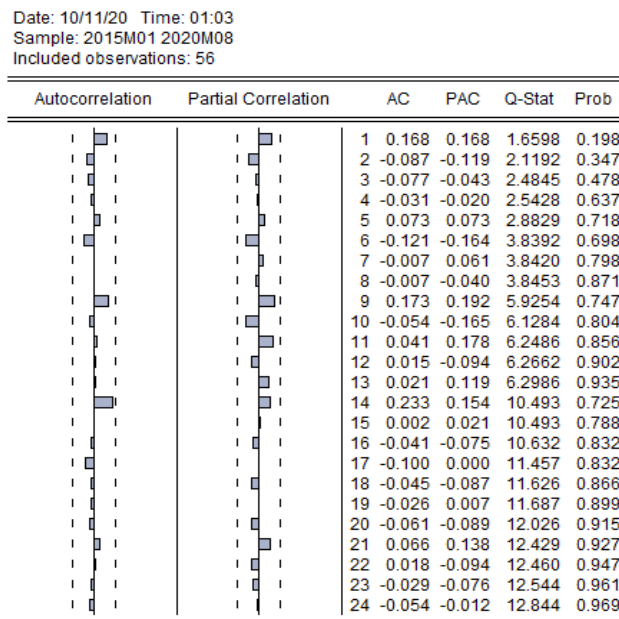 Date: 10/11/20 Time: 01:03
Sample: 2015M01 2020M08
Included observations: 56
Autocorrelation Partial Correlation AC PAC Q-Stat Prob
1 0.168 0.168 1.6598 0.198
2 -0.087 -0.119 2.1192 0.347
3 -0.077 -0.043 2.4845 0.478
4 -0.031 -0.020 2.5428 0.637
5 0.073 0.073 2.8829 0.718
6 -0.121 -0.164 3.8392 0.698
7 -0.007 0.061 3.8420 0.798
8 -0.007 -0.040 3.8453 0.871
9 0.173 0.192 5.9254 0.747
10 -0.054 -0.165 6.1284 0.804
11 0.041 0.178 6.2486 0.856
12 0.015 -0.094 6.2662 0.902
13 0.021 0.119 6.2986 0.935
14 0.233 0.154 10.493 0.725
15 0.002 0.021 10.493 0.788
16 -0.041 -0.075 10.632 0.832
17 -0.100 0.000 11.457 0.832
18 -0.045 -0.087 11.626 0.866
19 -0.026 0.007 11.687 0.899
20 -0.061 -0.089 12.026 0.915
21 0.066 0.138 12.429 0.927
22 0.018 -0.094 12.460 0.947
23 -0.029 -0.076 12.544 0.961
24 -0.054 -0.012 12.844 0.969